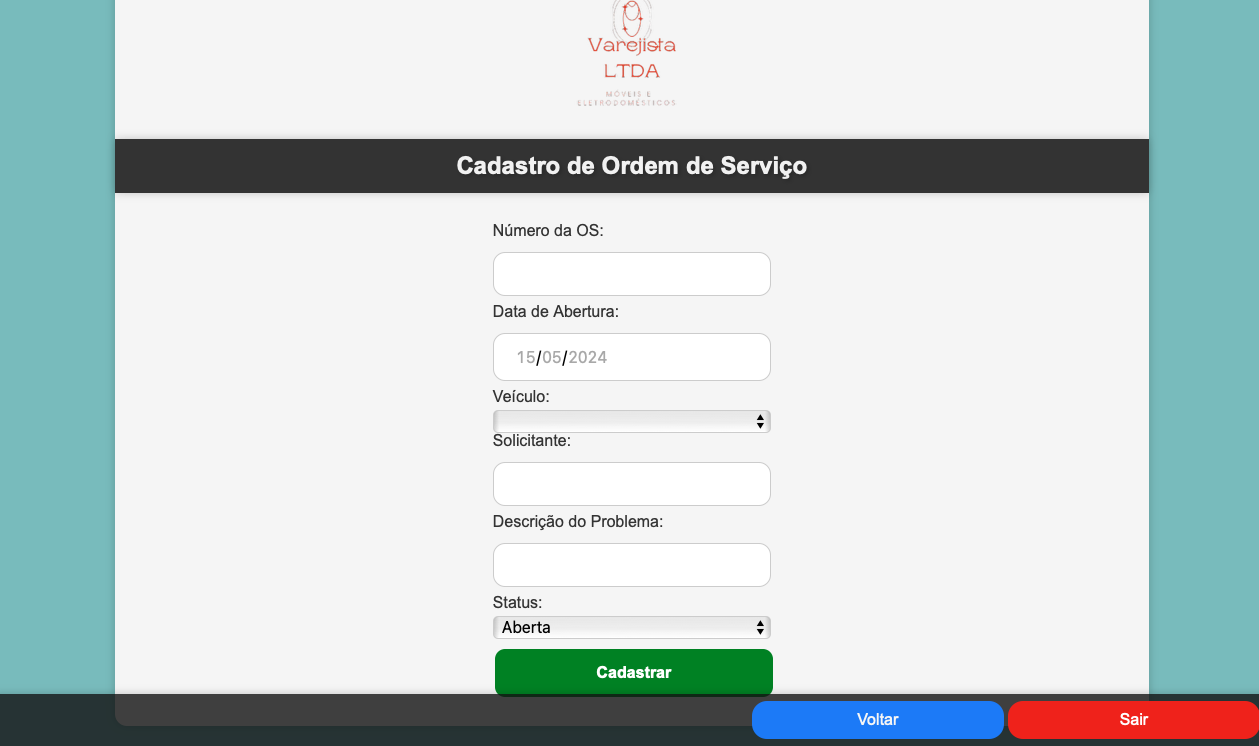 Varejista
LTDA
MÓVEIS E
ELETRODOMÉSTICOS
Cadastro de Ordem de Serviço
Número da OS:
Data de Abertura:
15/05/2024
Veículo:
Solicitante:
Descrição do Problema:
Status:
Aberta
Cadastrar
Voltar
Sair